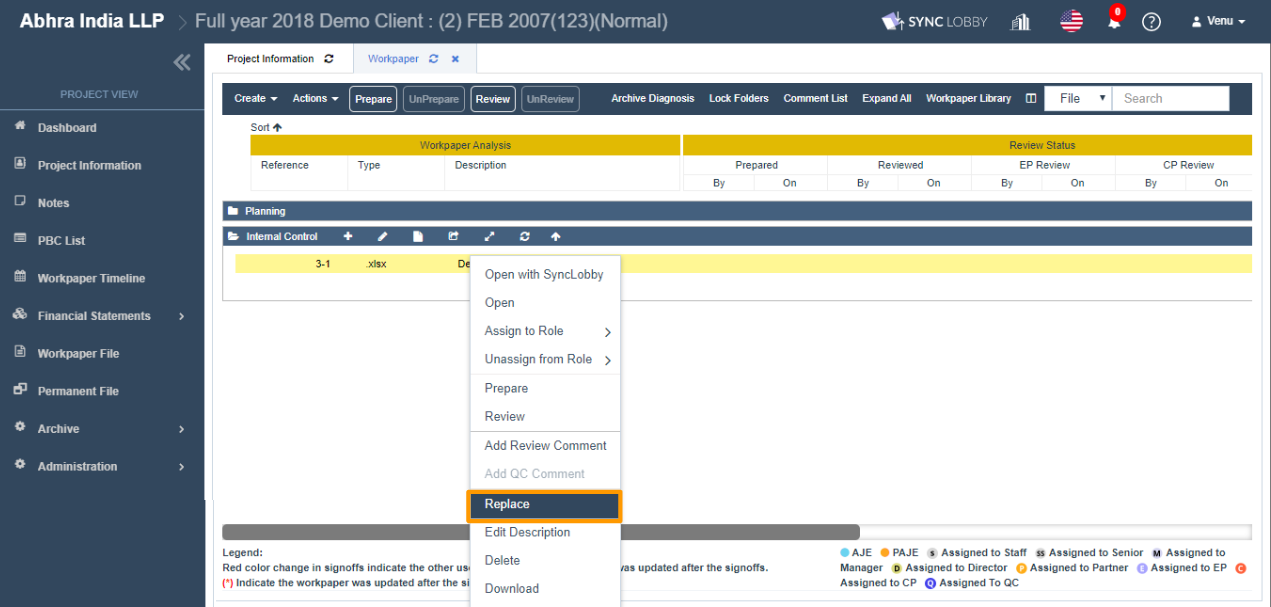 Abhra India LLP > Full year 2018 Demo Client : (2) FEB 2007(123)(Normal)
SYNC LOBBY
0
Venu
Project Information
Workpaper
PROJECT VIEW
Dashboard
Project Information
Notes
PBC List
Workpaper Timeline
Financial Statements
Workpaper File
Permanent File
Archive
Administration
Create Actions Prepare UnPrepare Review UnReview Archive Diagnosis Lock Folders Comment List Expand All Workpaper Library File Search
Sort
Workpaper Analysis Review Status
Reference Type Description Prepared Reviewed EP Review CP Review
By On By On By On By On
Planning
Internal Control
3-1 .xlsx De
Open with SyncLobby
Open
Assign to Role
Unassign from Role
Prepare
Review
Add Review Comment
Add QC Comment
Replace
Edit Description
Delete
Download
Legend:
Red color change in signoffs indicate the other us as updated after the signoffs.
(*) Indicate the workpaper was updated after the si
AJE PAJE S Assigned to Staff SS Assigned to Senior M Assigned to
Manager D Assigned to Director P Assigned to Partner E Assigned to EP C
Assigned to CP Q Assigned To QC